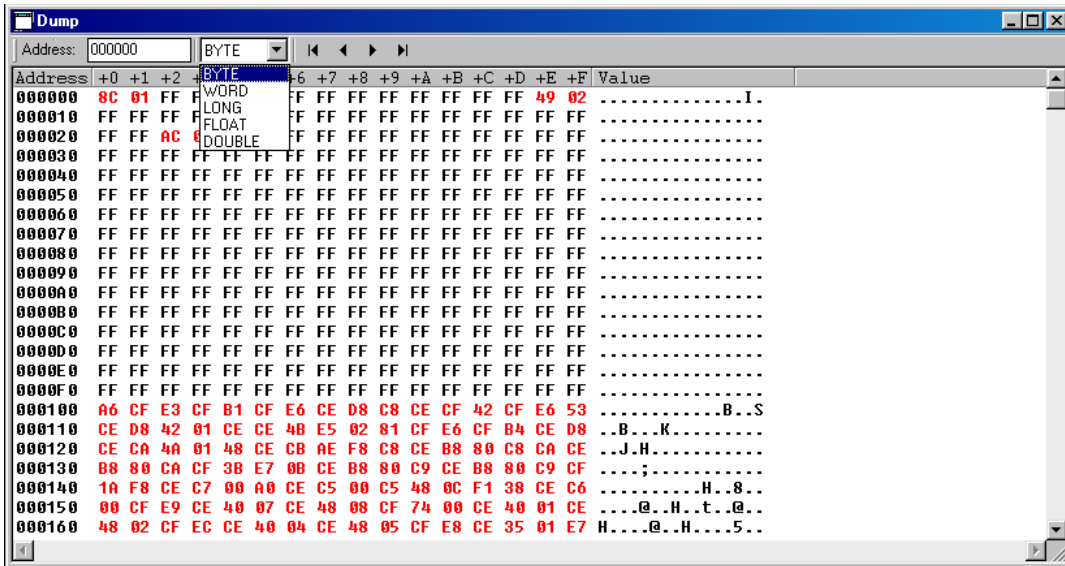 Dump
Address: 000000 BYTE
Address +0 +1 +2 +6 +7 +8 +9 +A +B +C +D +E +F Value
BYTE
WORD
LONG
FLOAT
DOUBLE
000000 8C 01 FF FF FF FF FF FF FF FF FF 49 02 ..............I.
000010 FF FF FF FF FF FF FF FF FF FF FF FF FF ................
000020 FF FF AC FF FF FF FF FF FF FF FF FF FF ................
000030 FF FF FF FF FF FF FF FF FF FF FF FF FF FF FF FF ................
000040 FF FF FF FF FF FF FF FF FF FF FF FF FF FF FF FF ................
000050 FF FF FF FF FF FF FF FF FF FF FF FF FF FF FF FF ................
000060 FF FF FF FF FF FF FF FF FF FF FF FF FF FF FF FF ................
000070 FF FF FF FF FF FF FF FF FF FF FF FF FF FF FF FF ................
000080 FF FF FF FF FF FF FF FF FF FF FF FF FF FF FF FF ................
000090 FF FF FF FF FF FF FF FF FF FF FF FF FF FF FF FF ................
0000A0 FF FF FF FF FF FF FF FF FF FF FF FF FF FF FF FF ................
0000B0 FF FF FF FF FF FF FF FF FF FF FF FF FF FF FF FF ................
0000C0 FF FF FF FF FF FF FF FF FF FF FF FF FF FF FF FF ................
0000D0 FF FF FF FF FF FF FF FF FF FF FF FF FF FF FF FF ................
0000E0 FF FF FF FF FF FF FF FF FF FF FF FF FF FF FF FF ................
0000F0 FF FF FF FF FF FF FF FF FF FF FF FF FF FF FF FF ................
000100 A6 CF E3 CF B1 CF E6 CE D8 C8 CE CF 42 CF E6 53 ............B..S
000110 CE D8 42 01 CE CE 4B E5 02 81 CF E6 CF B4 CE D8 ..B...K.........
000120 CE CA 4A 01 48 CE CB AE F8 C8 CE B8 80 C8 CA CE ..J.H...........
000130 B8 80 CA CF 3B E7 0B CE B8 80 C9 CE B8 80 C9 CF ....;...........
000140 1A F8 CE C7 00 A0 CE C5 00 C5 48 0C F1 38 CE C6 ..........H..8..
000150 00 CF E9 CE 40 07 CE 48 08 CF 74 00 CE 40 01 CE ....@..H..t..@..
000160 48 02 CF EC CE 40 04 CE 48 05 CF E8 CE 35 01 E7 H....@..H....5..